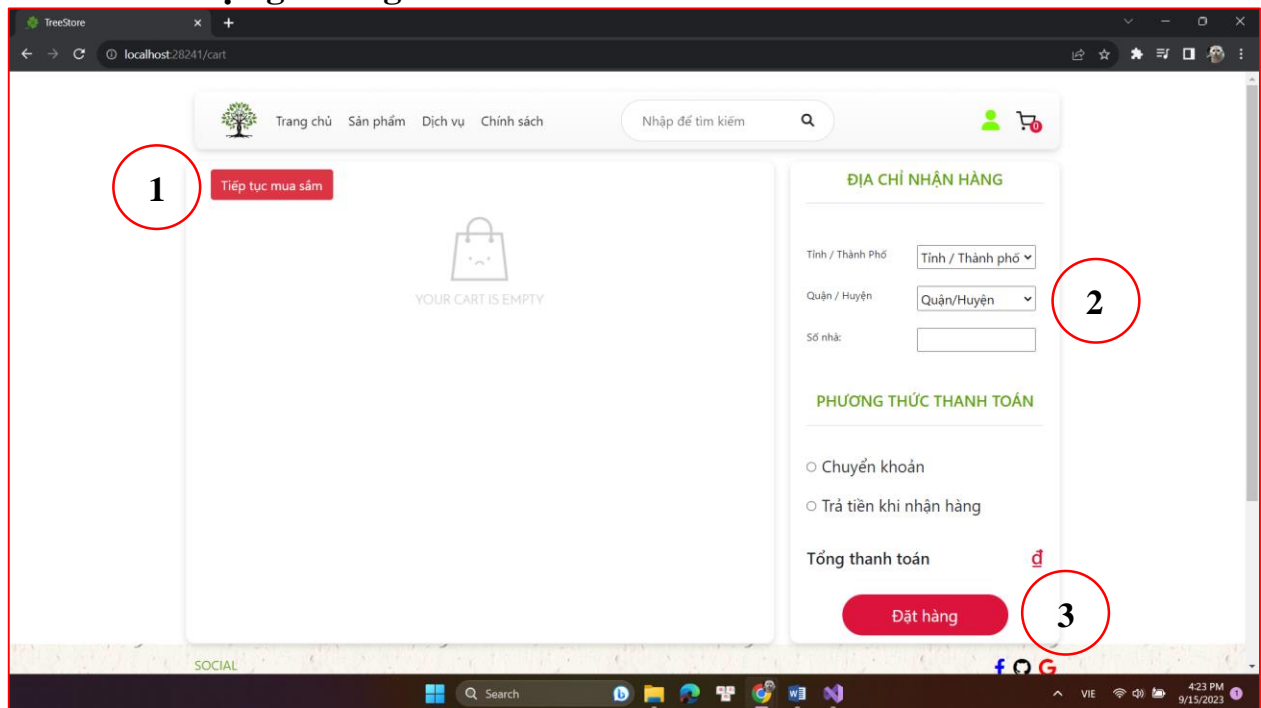 TreeStore
localhost:28241/cart
Trang chủ Sản phẩm Dịch vụ Chính sách Nhập để tìm kiếm 0
1
Tiếp tục mua sắm
YOUR CART IS EMPTY
ĐỊA CHỈ NHẬN HÀNG
Tỉnh / Thành Phố Tỉnh / Thành phố
Quận / Huyện Quận/Huyện
2
Số nhà:
PHƯƠNG THỨC THANH TOÁN
Chuyển khoản
Trả tiền khi nhận hàng
Tổng thanh toán đ
Đặt hàng
3
SOCIAL
Search VIE 4:23 PM
9/15/2023 1